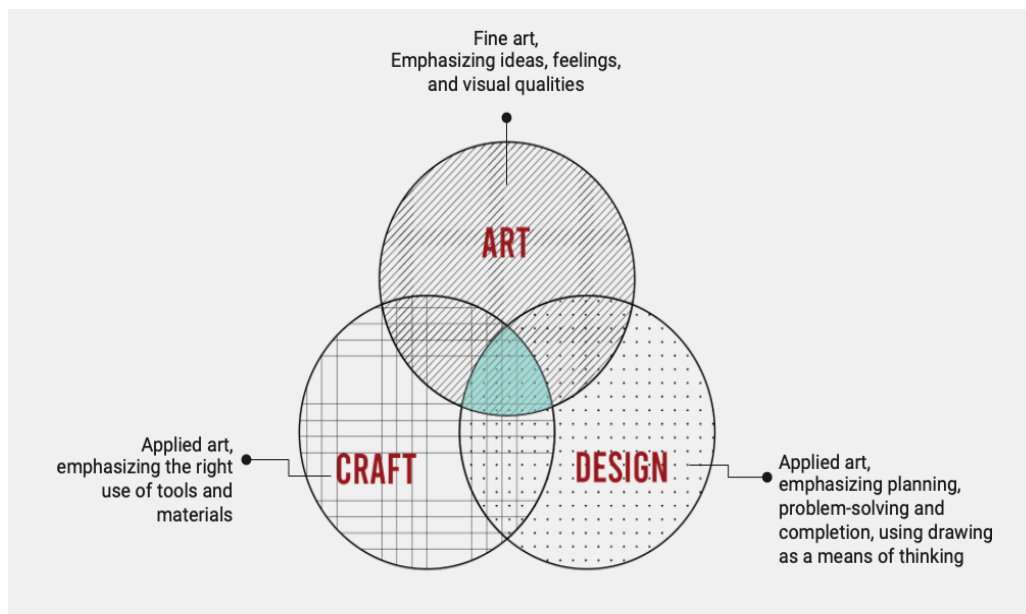 Fine art,
Emphasizing ideas, feelings,
and visual qualities
ART
Applied art,
emphasizing the right
use of tools and
materials
CRAFT
DESIGN
Applied art,
emphasizing planning,
problem-solving and
completion, using drawing
as a means of thinking